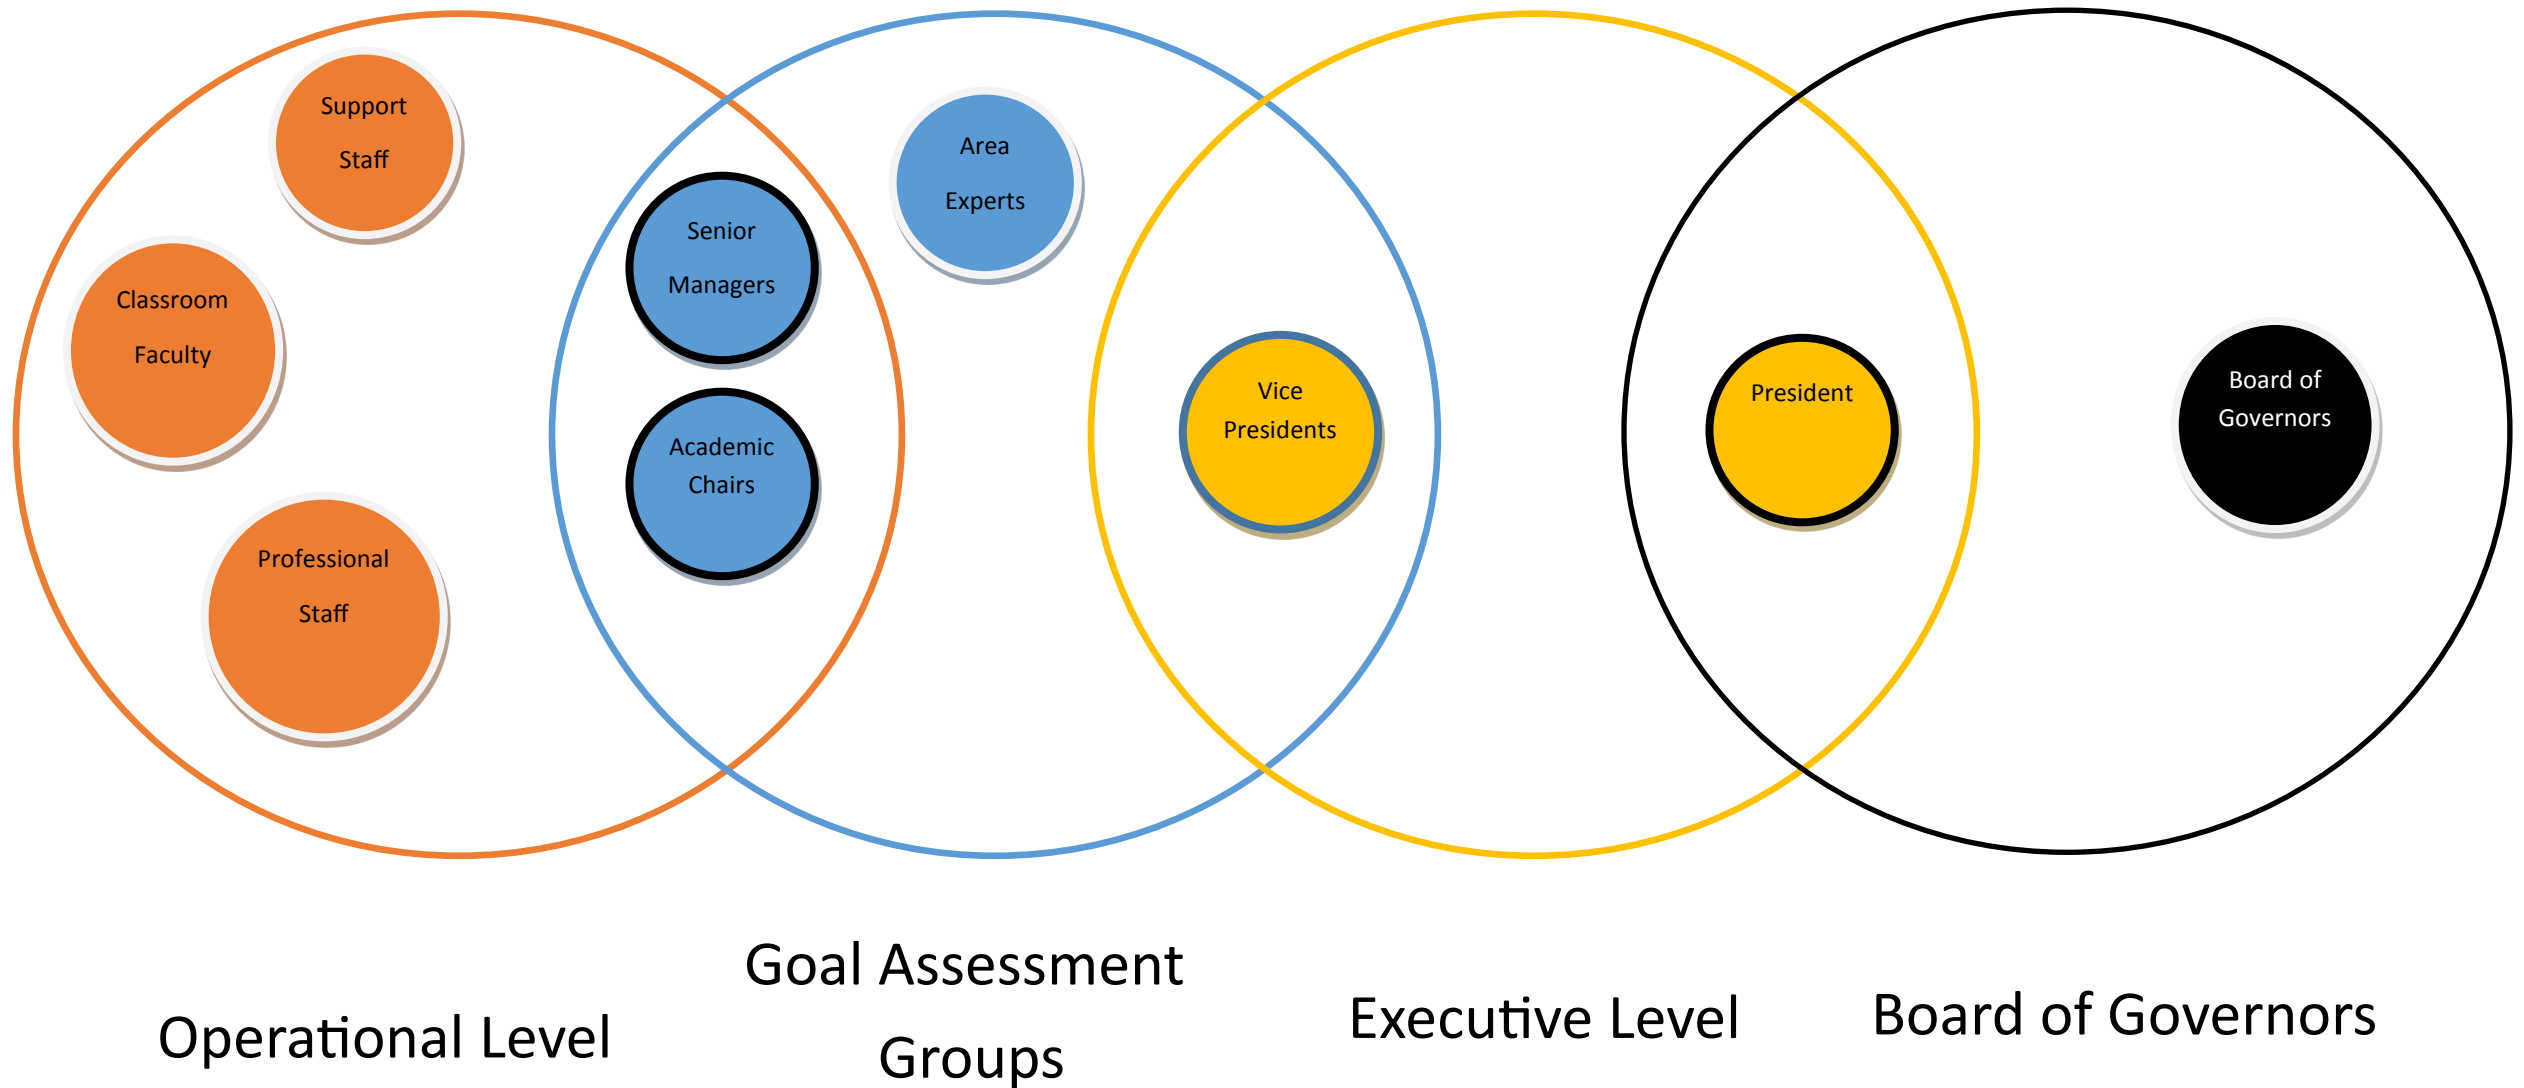 Support
Staff
Classroom
Faculty
Professional
Staff
Senior
Managers
Academic
Chairs
Area
Experts
Vice
Presidents
President
Board of
Governors
Operational Level
Goal Assessment
Groups
Executive Level
Board of Governors